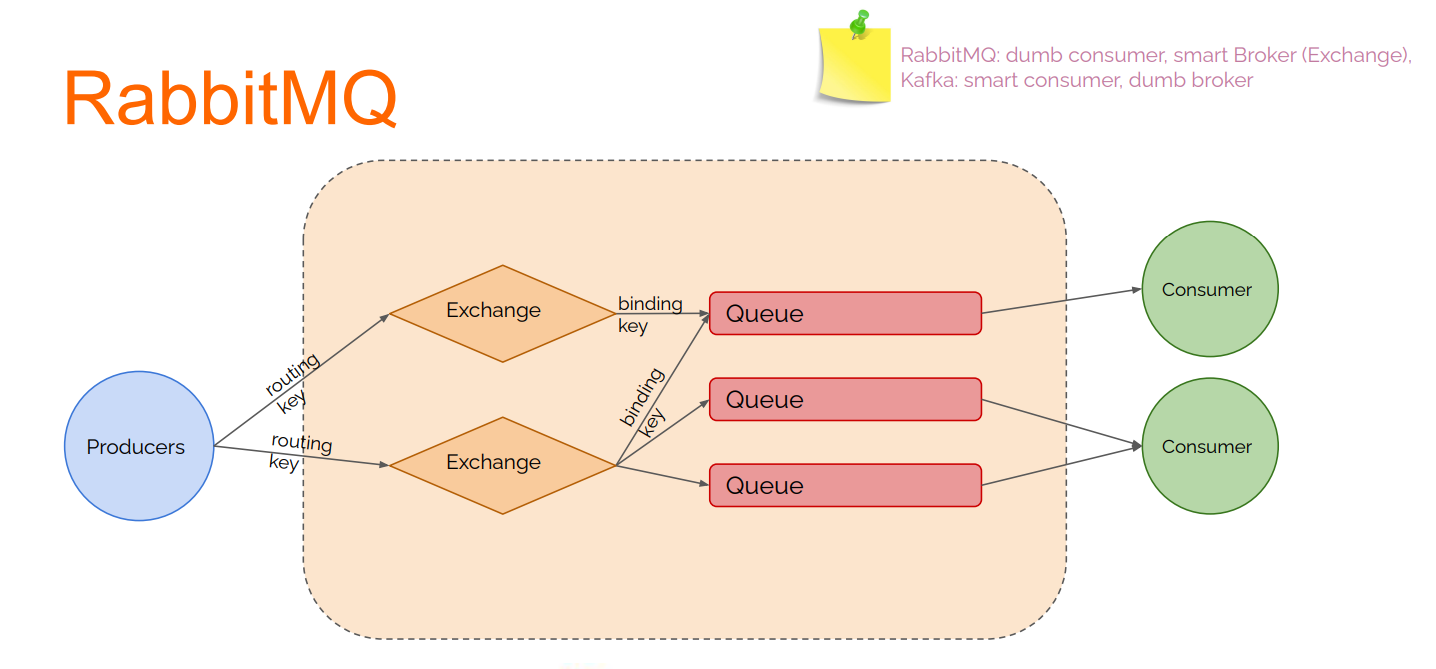 RabbitMQ: dumb consumer, smart Broker (Exchange),
Kafka: smart consumer, dumb broker
RabbitMQ
Exchange
binding
key
Queue
Consumer
routing
key
binding
key
Queue
Producers
routing
key
Exchange
Queue
Consumer